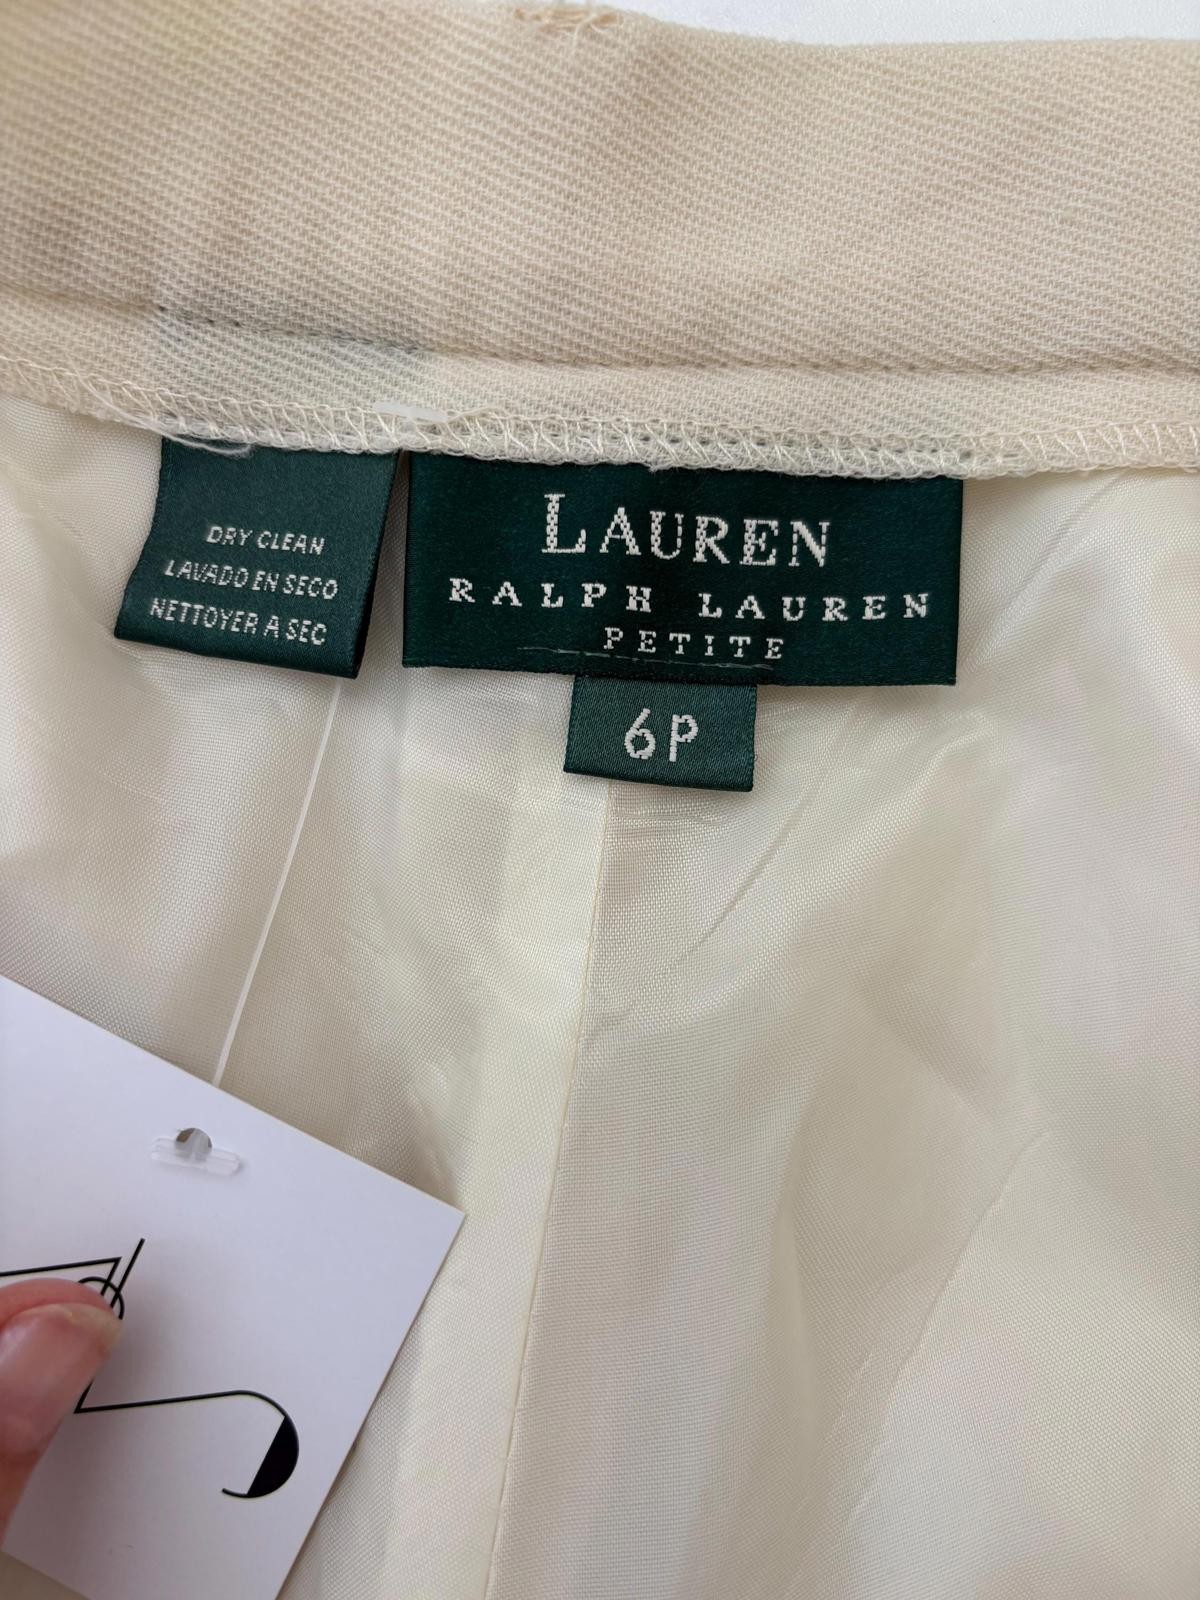 DRY CLEAN
LAVADO EN SECO
NETTOYER A SEC
LAUREN
RALPH LAUREN
PETITE
6P